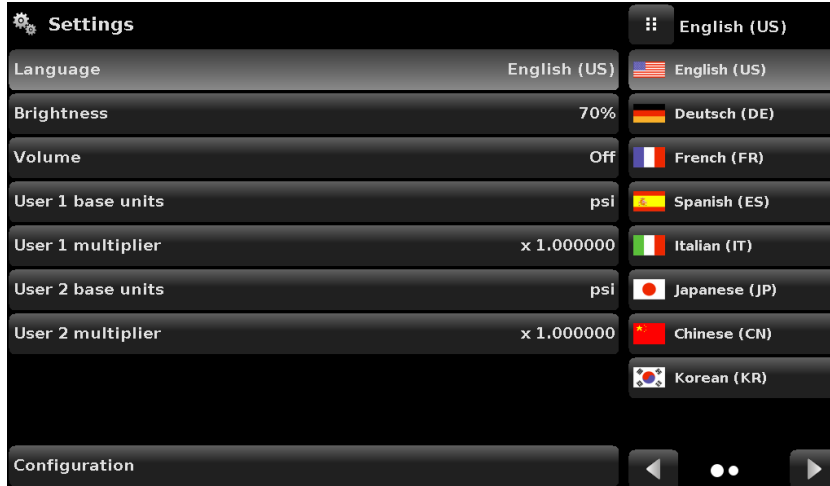 Settings
English (US)
Language English (US)
Brightness 70%
Volume Off
User 1 base units psi
User 1 multiplier x 1.000000
User 2 base units psi
User 2 multiplier x 1.000000
Configuration
English (US)
Deutsch (DE)
French (FR)
Spanish (ES)
Italian (IT)
Japanese (JP)
Chinese (CN)
Korean (KR)